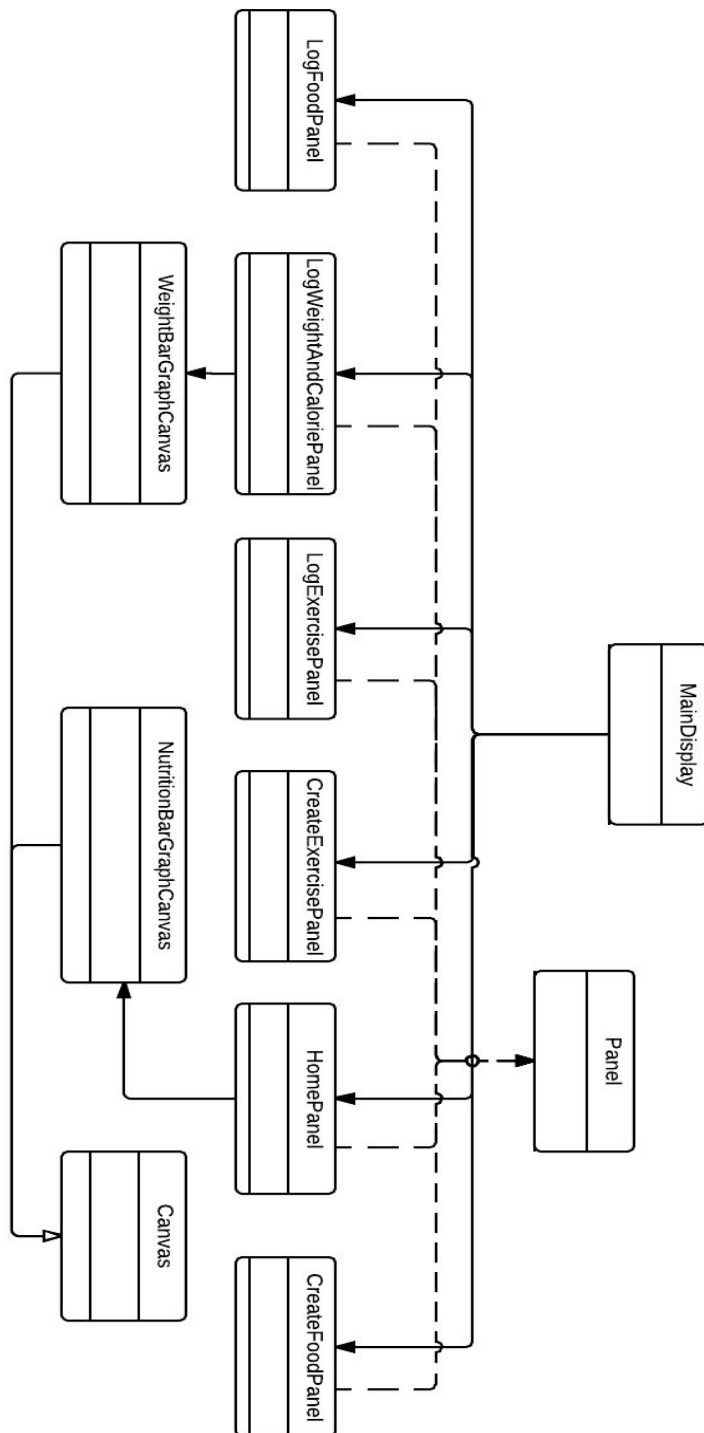 MainDisplay
Panel
LogFoodPanel
LogWeightAndCaloriePanel
LogExercisePanel
CreateExercisePanel
HomePanel
CreateFoodPanel
WeightBarGraphCanvas
NutritionBarGraphCanvas
Canvas